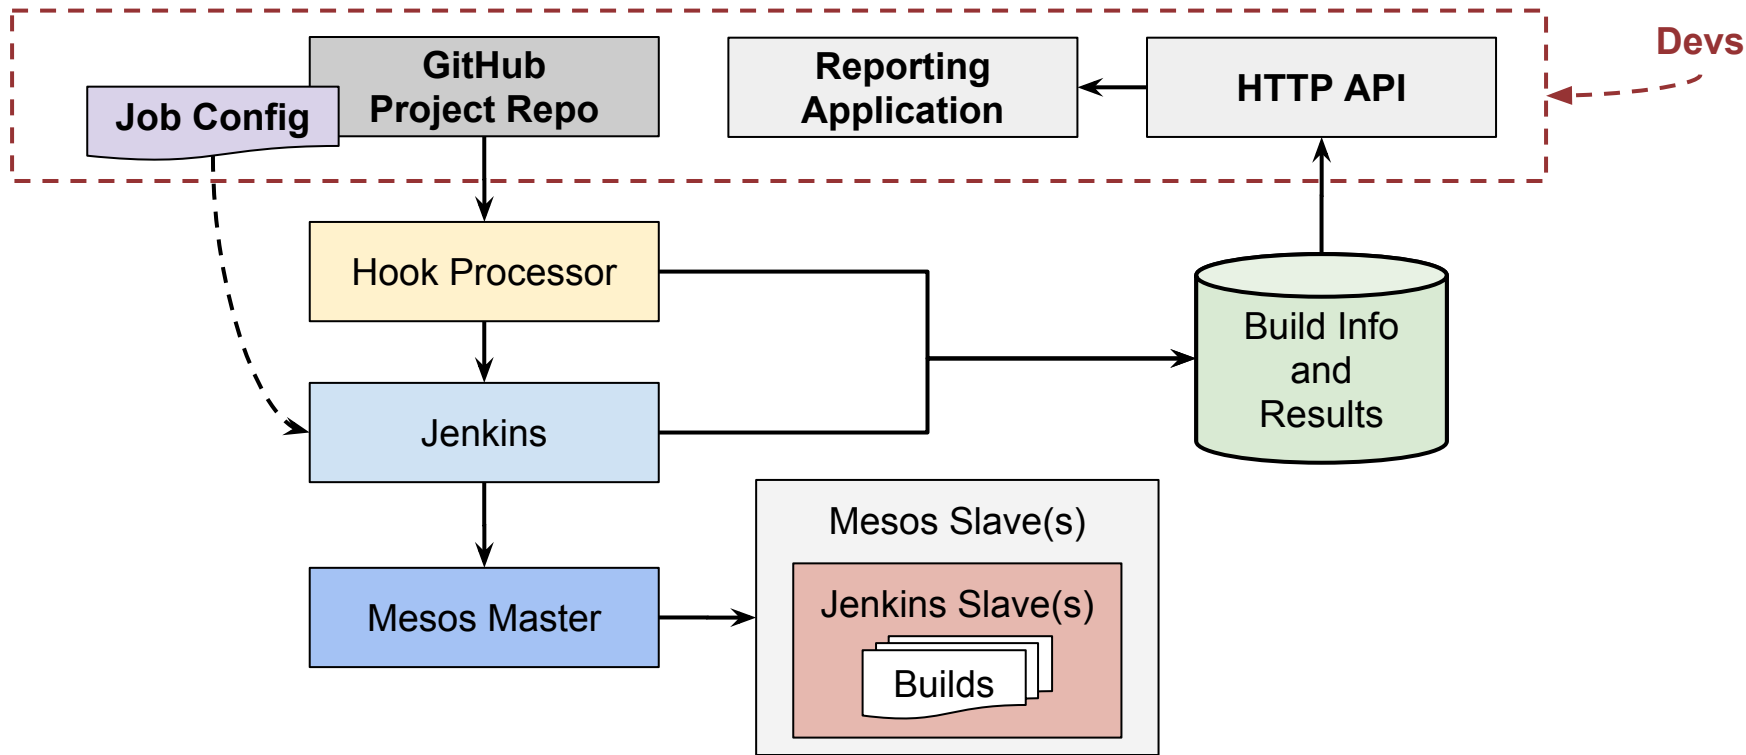 GitHub
Project Repo
Job Config
Reporting
Application
HTTP API
Devs
Hook Processor
Jenkins
Build Info
and
Results
Mesos Master
Mesos Slave(s)
Jenkins Slave(s)
Builds